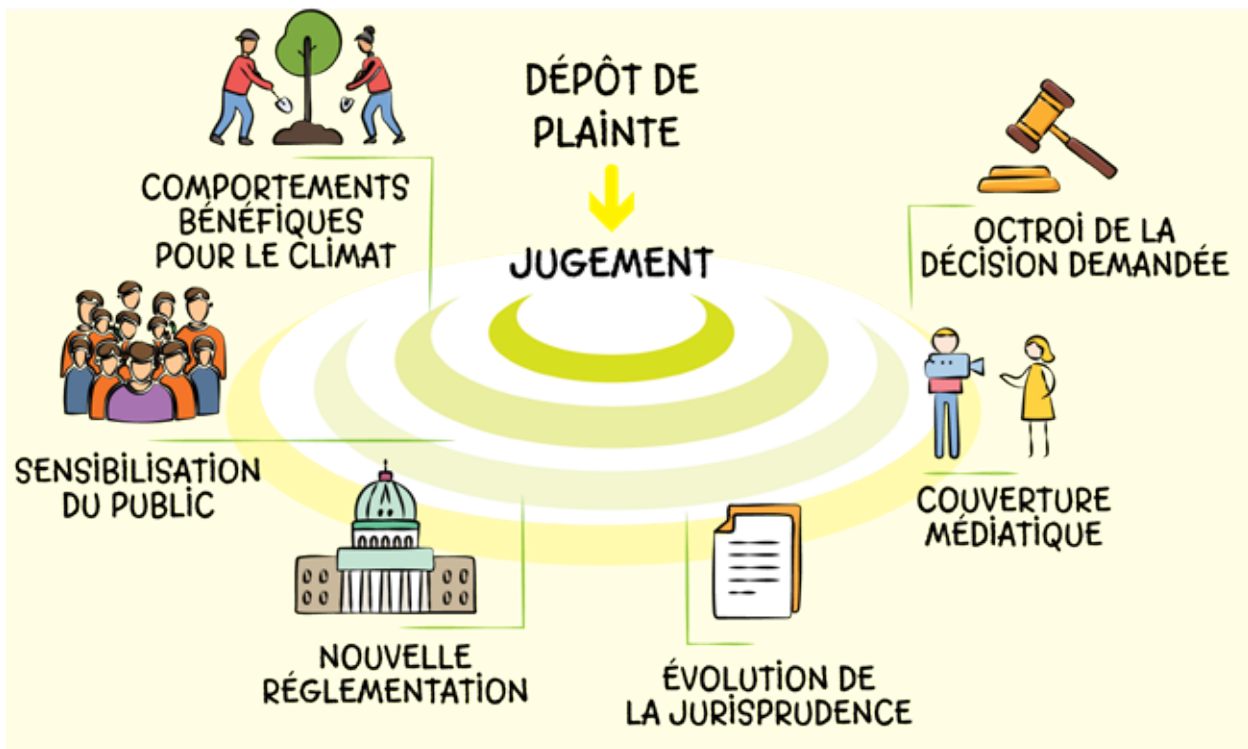 DÉPÔT DE
PLAINTE
JUGEMENT
COMPORTEMENTS
BÉNÉFIQUES
POUR LE CLIMAT
OCTROI DE LA
DÉCISION DEMANDÉE
SENSIBILISATION
DU PUBLIC
COUVERTURE
MÉDIATIQUE
NOUVELLE
RÉGLEMENTATION
ÉVOLUTION DE
LA JURISPRUDENCE